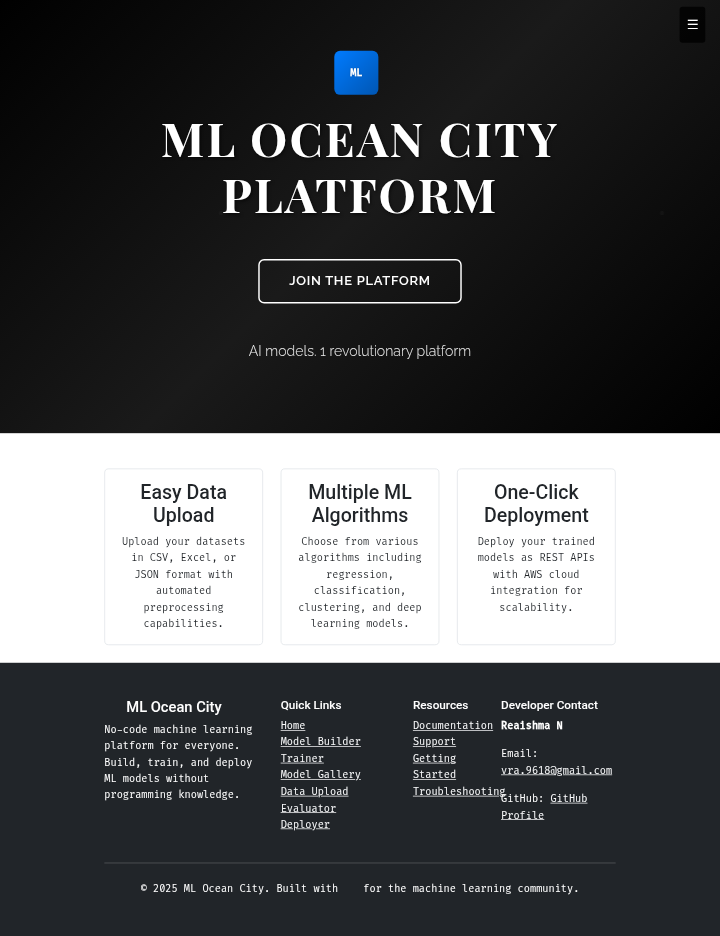 ☰
ML
ML OCEAN CITY
PLATFORM
JOIN THE PLATFORM
AI models. 1 revolutionary platform
Easy Data
Upload
Upload your datasets
in CSV, Excel, or
JSON format with
automated
preprocessing
capabilities.
Multiple ML
Algorithms
Choose from various
algorithms including
regression,
classification,
clustering, and deep
learning models.
One-Click
Deployment
Deploy your trained
models as REST APIs
with AWS cloud
integration for
scalability.
ML Ocean City
No-code machine learning
platform for everyone.
Build, train, and deploy
ML models without
programming knowledge.
Quick Links
Home
Model Builder
Trainer
Model Gallery
Data Upload
Evaluator
Deployer
Resources
Documentation
Support
Getting
Started
Troubleshooting
Developer Contact
Rea1shma N
Email:
vra.9618@gmail.com
GitHub: GitHub
Profile
© 2025 ML Ocean City. Built with for the machine learning community.